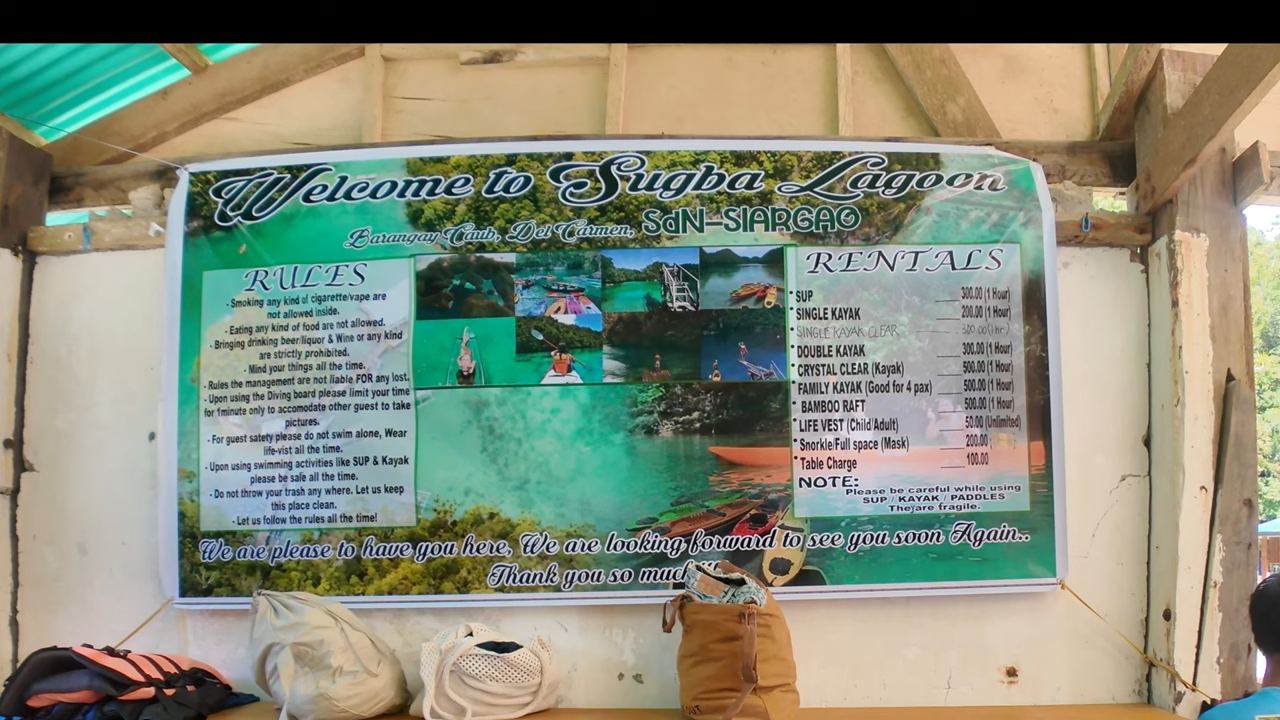 Welcome to Sugba Lagoon
Barangay Caub, Del Carmen, SdN-SIARGAO
RULES
- Smoking any kind of cigarette/vape are
not allowed inside.
- Eating any kind of food are not allowed.
- Bringing drinking beer/liquor & Wine or any kind
are strictly prohibited.
- Mind your things all the time.
- Rules the management are not liable FOR any lost.
- Upon using the Diving board please limit your time
for 1minute only to accomodate other guest to take
pictures.
- For guest satety please do not swim alone, Wear
life-vist all the time.
- Upon using swimming activities like SUP & Kayak
please be safe all the time.
- Do not throw your trash any where. Let us keep
this place clean.
- Let us follow the rules all the time!
RENTALS
SUP 300.00 (1 Hour)
SINGLE KAYAK 200.00 (1 Hour)
SINGLE KAYAK CLEAR 300.00 (1 hr)
DOUBLE KAYAK 300.00 (1 Hour)
CRYSTAL CLEAR (Kayak) 500.00 (1 Hour)
FAMILY KAYAK (Good for 4 pax) 500.00 (1 Hour)
BAMBOO RAFT 500.00 (1 Hour)
LIFE VEST (Child/Adult) 50.00 (Unlimited)
Snorkle/Full space (Mask) 200.00
Table Charge 100.00
NOTE:
Please be careful while using
SUP / KAYAK / PADDLES
They are fragile.
We are please to have you here, We are looking forward to see you soon Again..
Thank you so much!!!